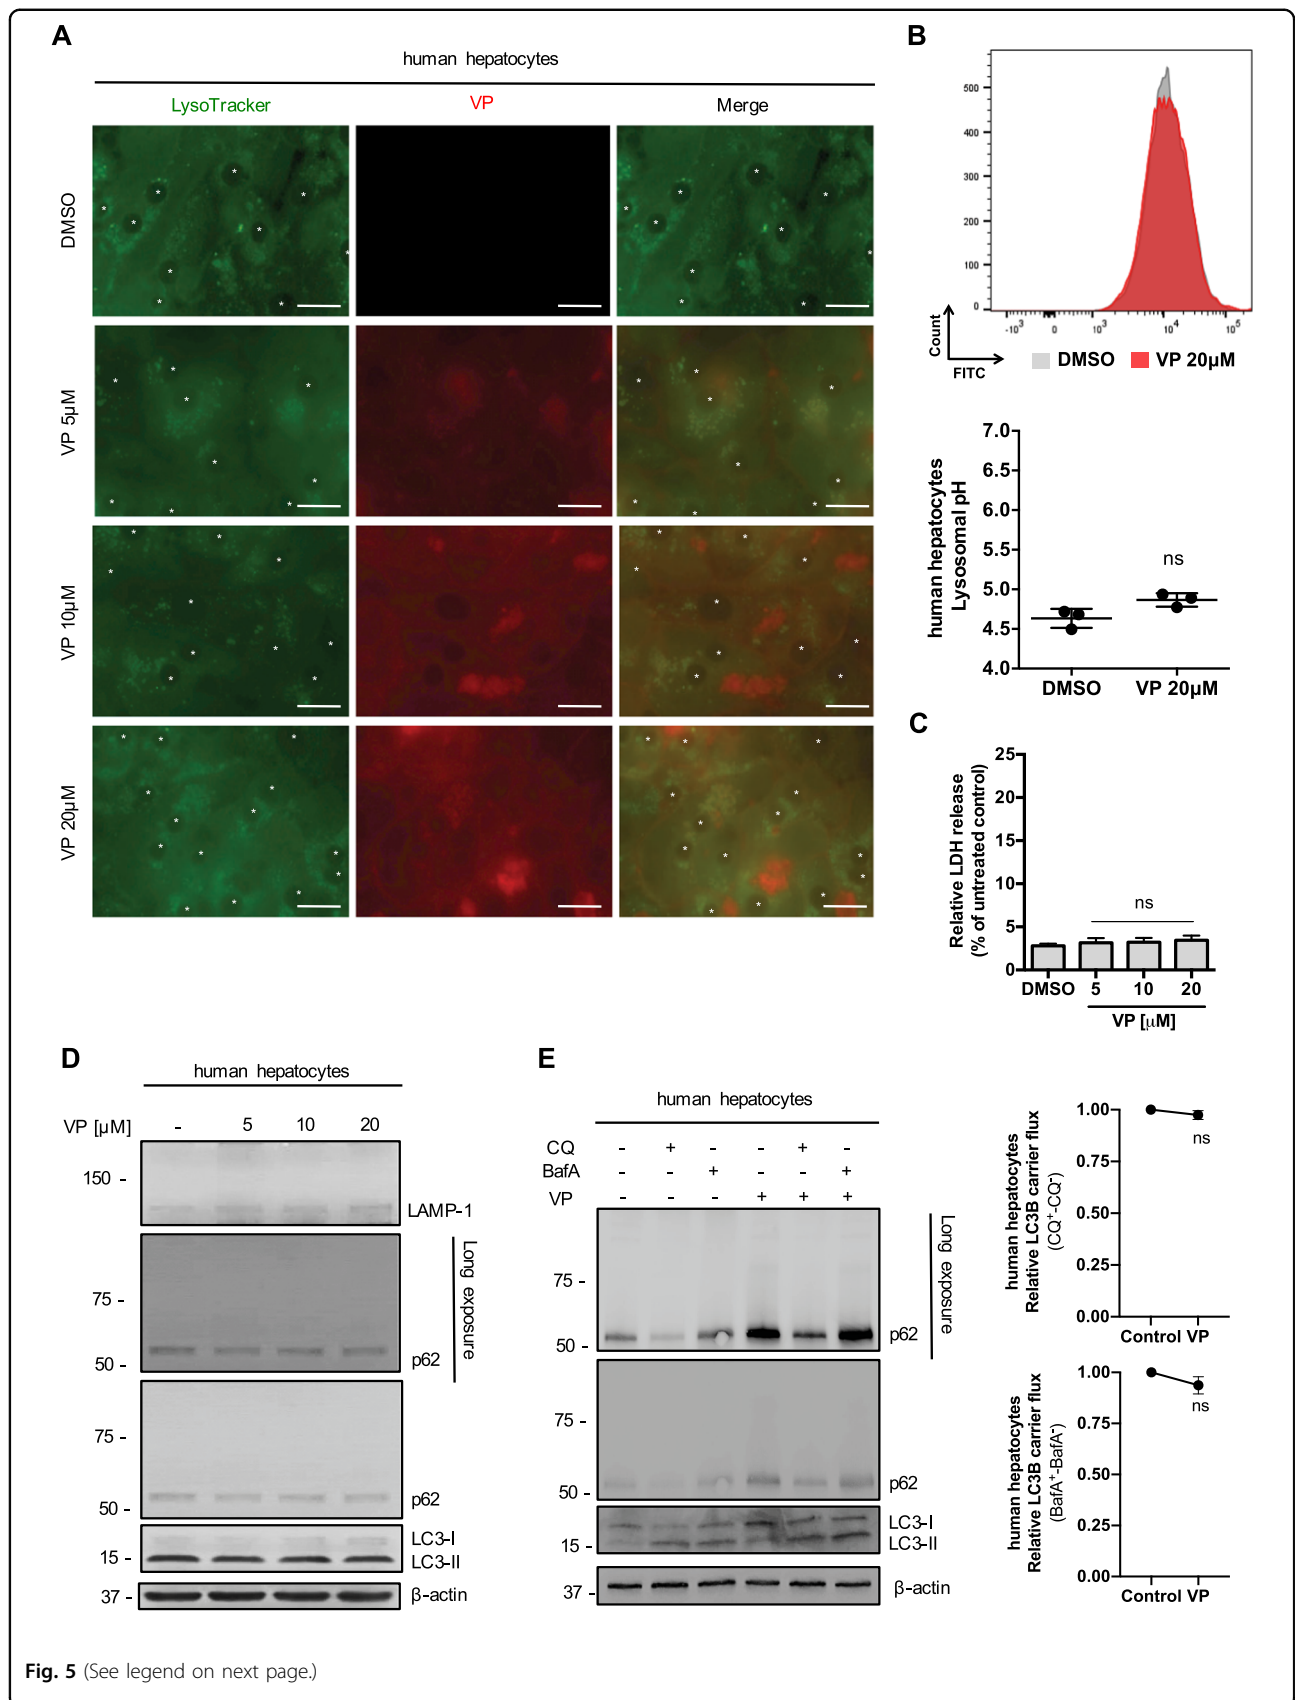 A
human hepatocytes
LysoTracker VP Merge
DMSO
VP 5µM
VP 10µM
VP 20µM
B
500
400
300
200
100
0
-10³ 0 10³ 10⁴ 10⁵
Count
FITC
DMSO VP 20µM
human hepatocytes
Lysosomal pH
7.0
6.5
6.0
5.5
5.0
4.5
4.0
ns
DMSO VP 20µM
C
Relative LDH release
(% of untreated control)
25
20
15
10
5
0
ns
DMSO 5 10 20
VP [µM]
D
human hepatocytes
VP [µM] - 5 10 20
150 -
LAMP-1
75 -
50 -
p62
Long exposure
75 -
50 -
p62
15 -
LC3-I
LC3-II
37 -
β-actin
E
human hepatocytes
CQ - + - - + -
BafA - - + - - +
VP - - - + + +
75 -
50 -
p62
Long exposure
75 -
50 -
p62
15 -
LC3-I
LC3-II
37 -
β-actin
human hepatocytes
Relative LC3B carrier flux
(CQ⁺-CQ⁻)
1.00
0.75
0.50
0.25
0.00
ns
Control VP
human hepatocytes
Relative LC3B carrier flux
(BafA⁺-BafA⁻)
1.00
0.75
0.50
0.25
0.00
ns
Control VP
Fig. 5 (See legend on next page.)